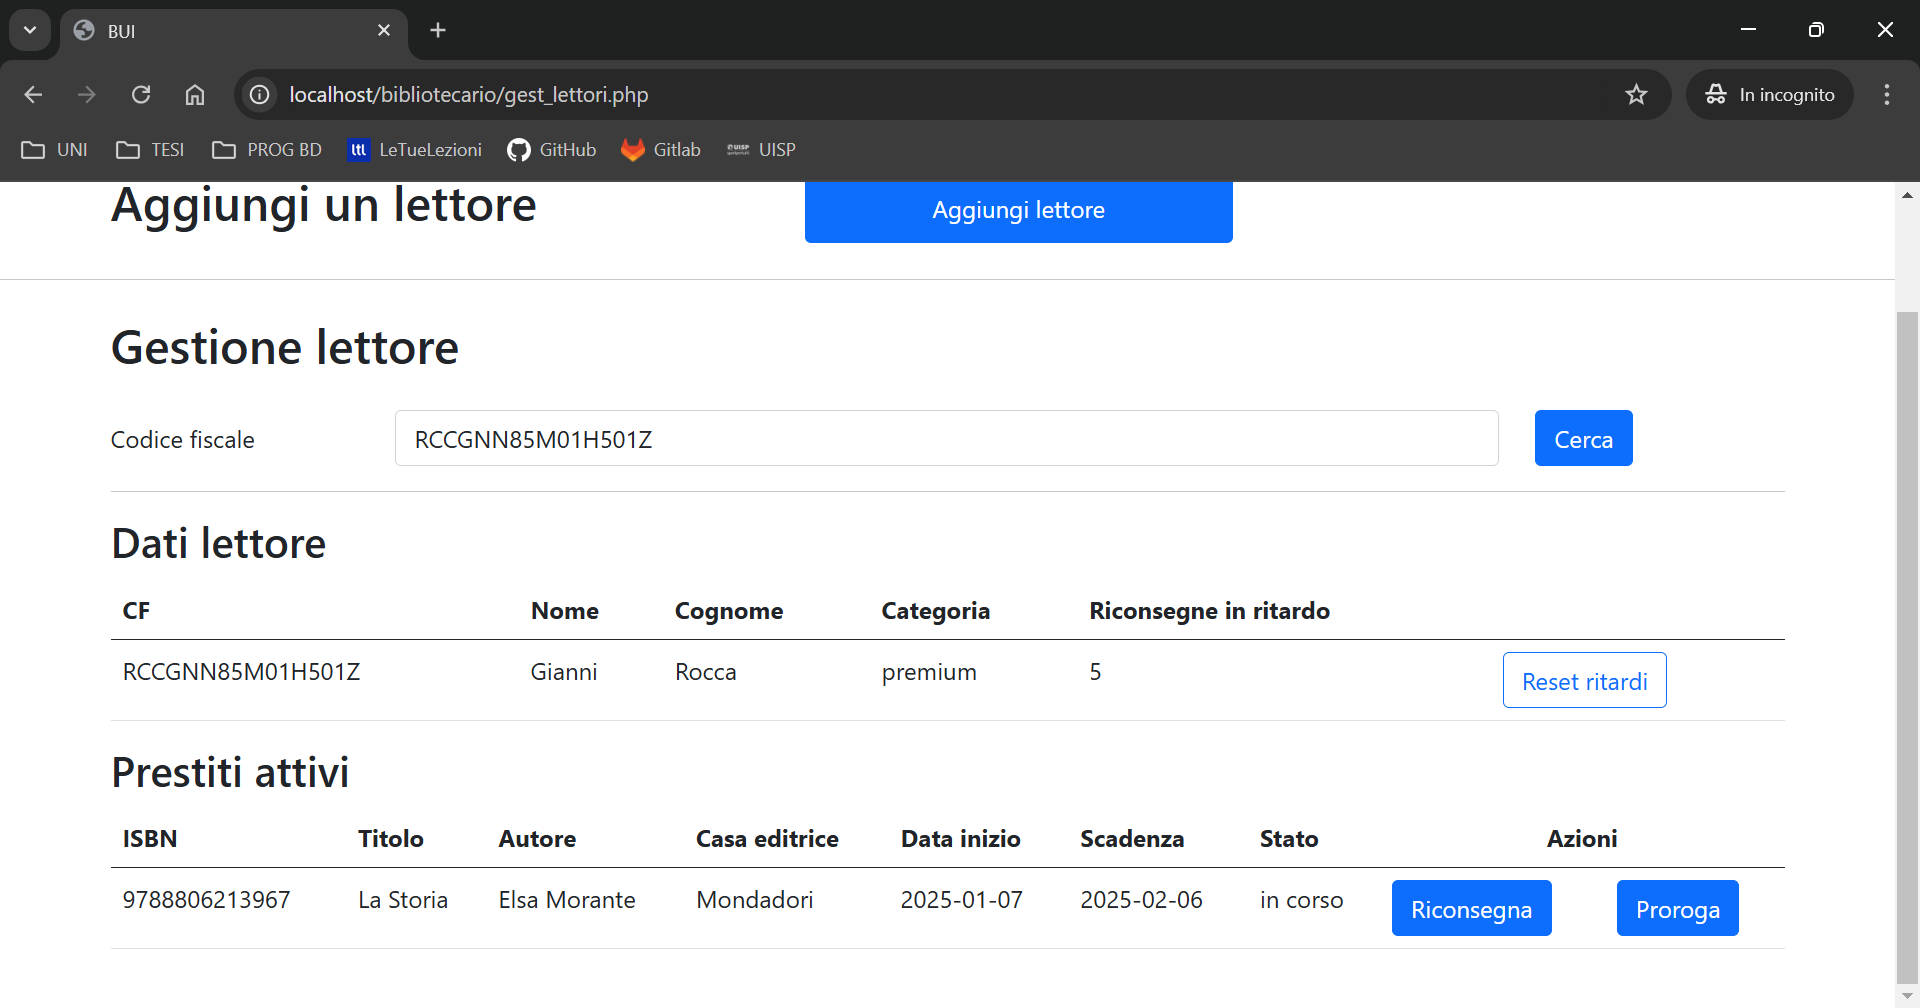 BUI
localhost/bibliotecario/gest_lettori.php
In incognito
UNI TESI PROG BD LeTueLezioni GitHub Gitlab UISP
Aggiungi un lettore Aggiungi lettore
Gestione lettore
Codice fiscale RCCGNN85M01H501Z Cerca
Dati lettore
CF Nome Cognome Categoria Riconsegne in ritardo
RCCGNN85M01H501Z Gianni Rocca premium 5 Reset ritardi
Prestiti attivi
ISBN Titolo Autore Casa editrice Data inizio Scadenza Stato Azioni
9788806213967 La Storia Elsa Morante Mondadori 2025-01-07 2025-02-06 in corso Riconsegna Proroga